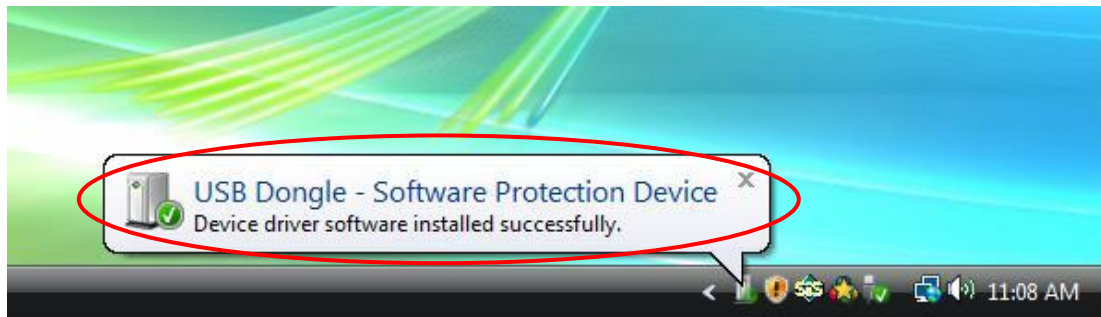 USB Dongle - Software Protection Device
Device driver software installed successfully.
11:08 AM